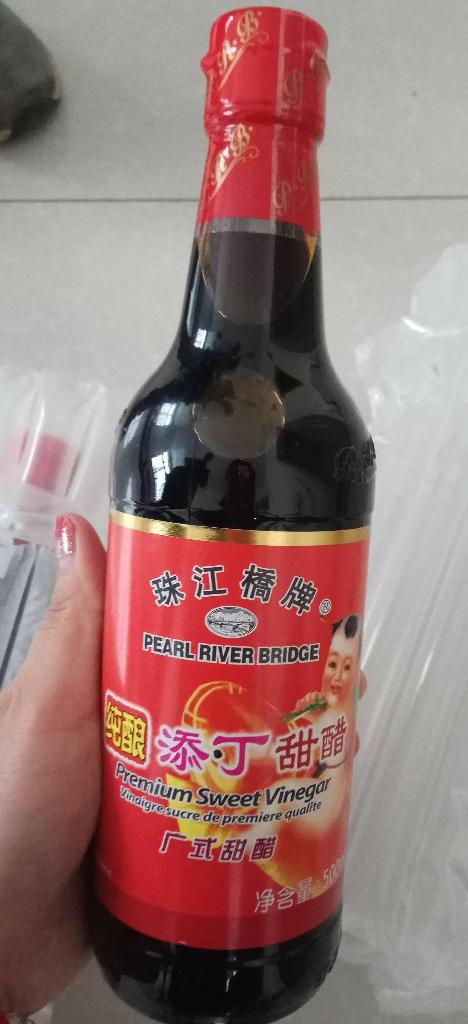 P.R.B
P.R.B
P.R.B
珠江橋牌®
PEARL RIVER BRIDGE
纯酿
添·丁甜醋
Premium Sweet Vinegar
Vinaigre sucre de premiere qualite
广式甜醋
净含量:500